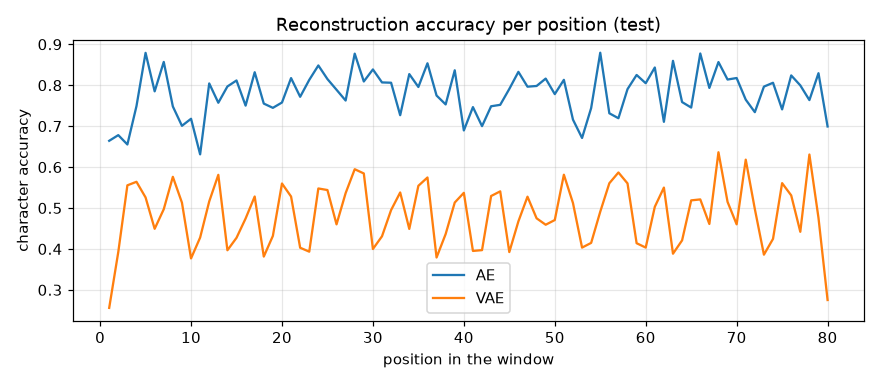 Reconstruction accuracy per position (test)
character accuracy
0.9
0.8
0.7
0.6
0.5
0.4
0.3
AE
VAE
0 10 20 30 40 50 60 70 80
position in the window